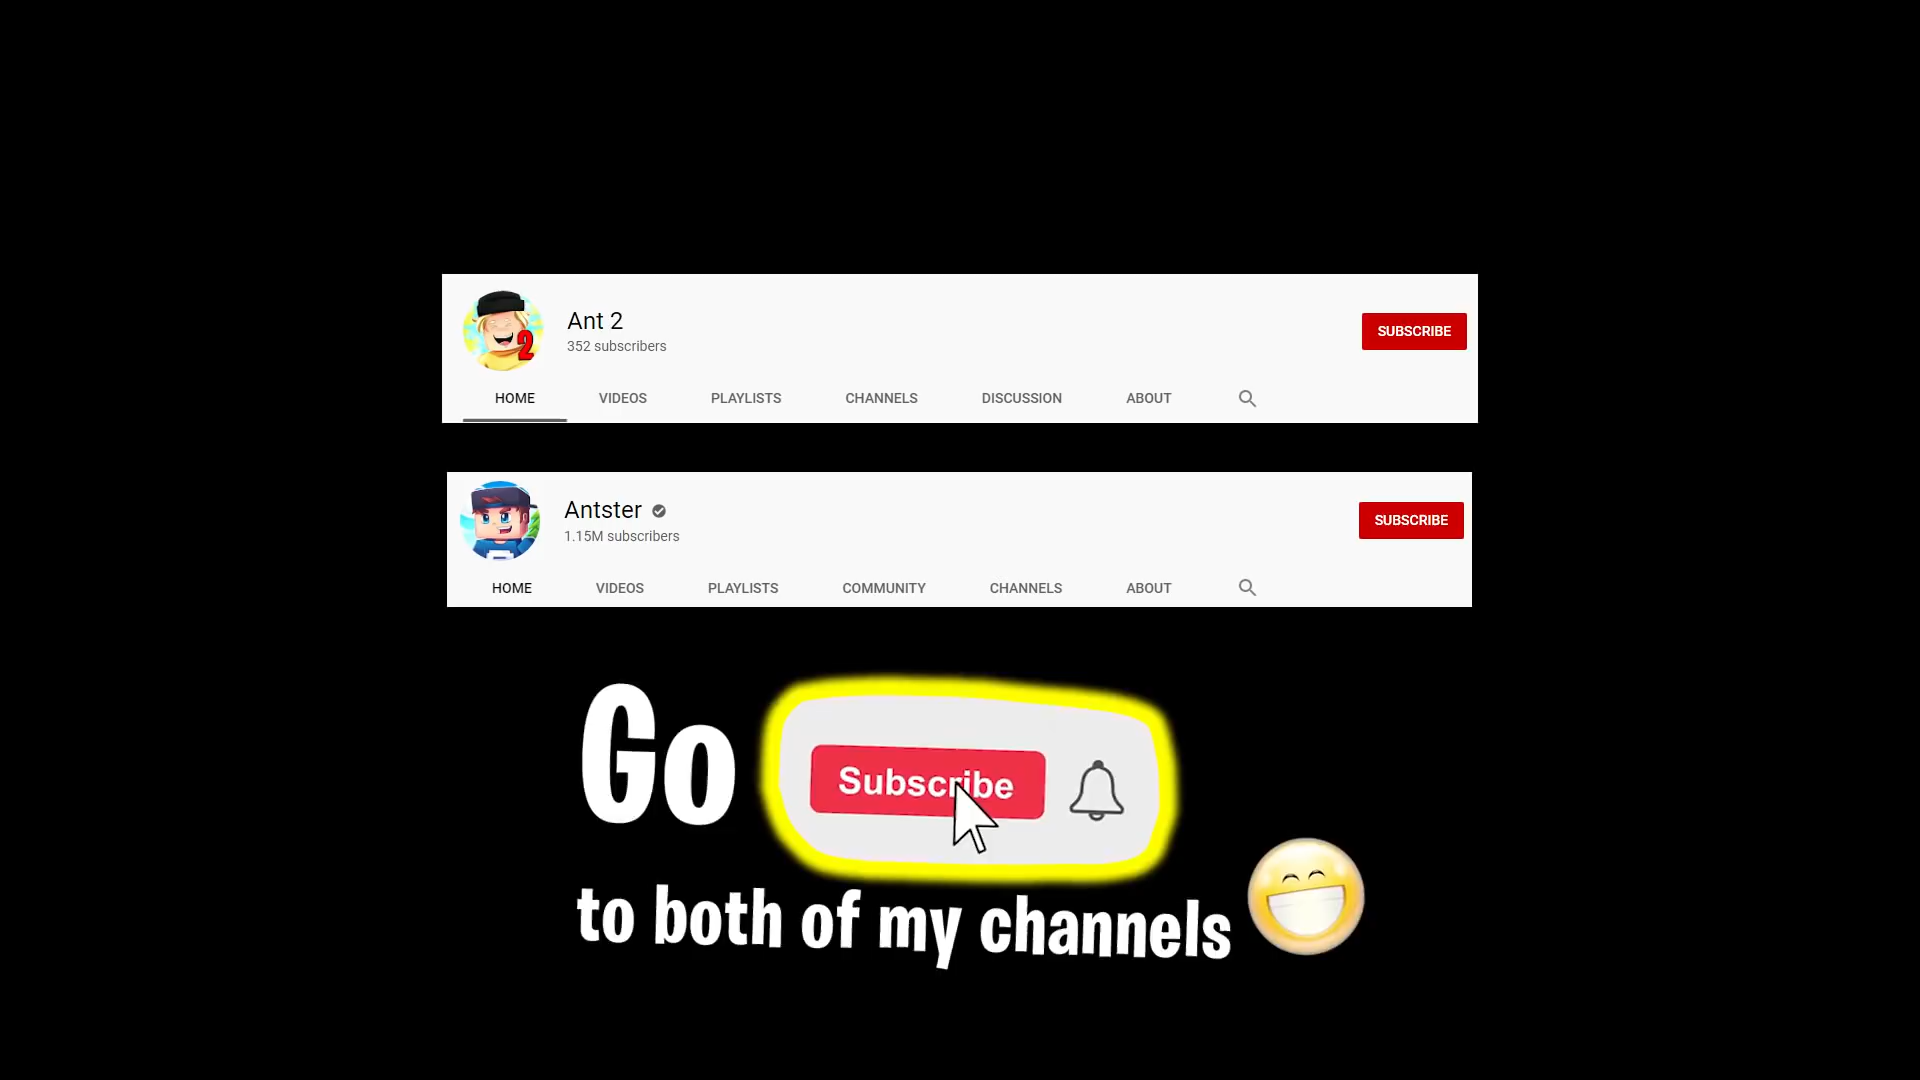 Ant 2
352 subscribers
SUBSCRIBE
HOME VIDEOS PLAYLISTS CHANNELS DISCUSSION ABOUT
2
Antster
1.15M subscribers
SUBSCRIBE
HOME VIDEOS PLAYLISTS COMMUNITY CHANNELS ABOUT
Go Subscribe
to both of my channels